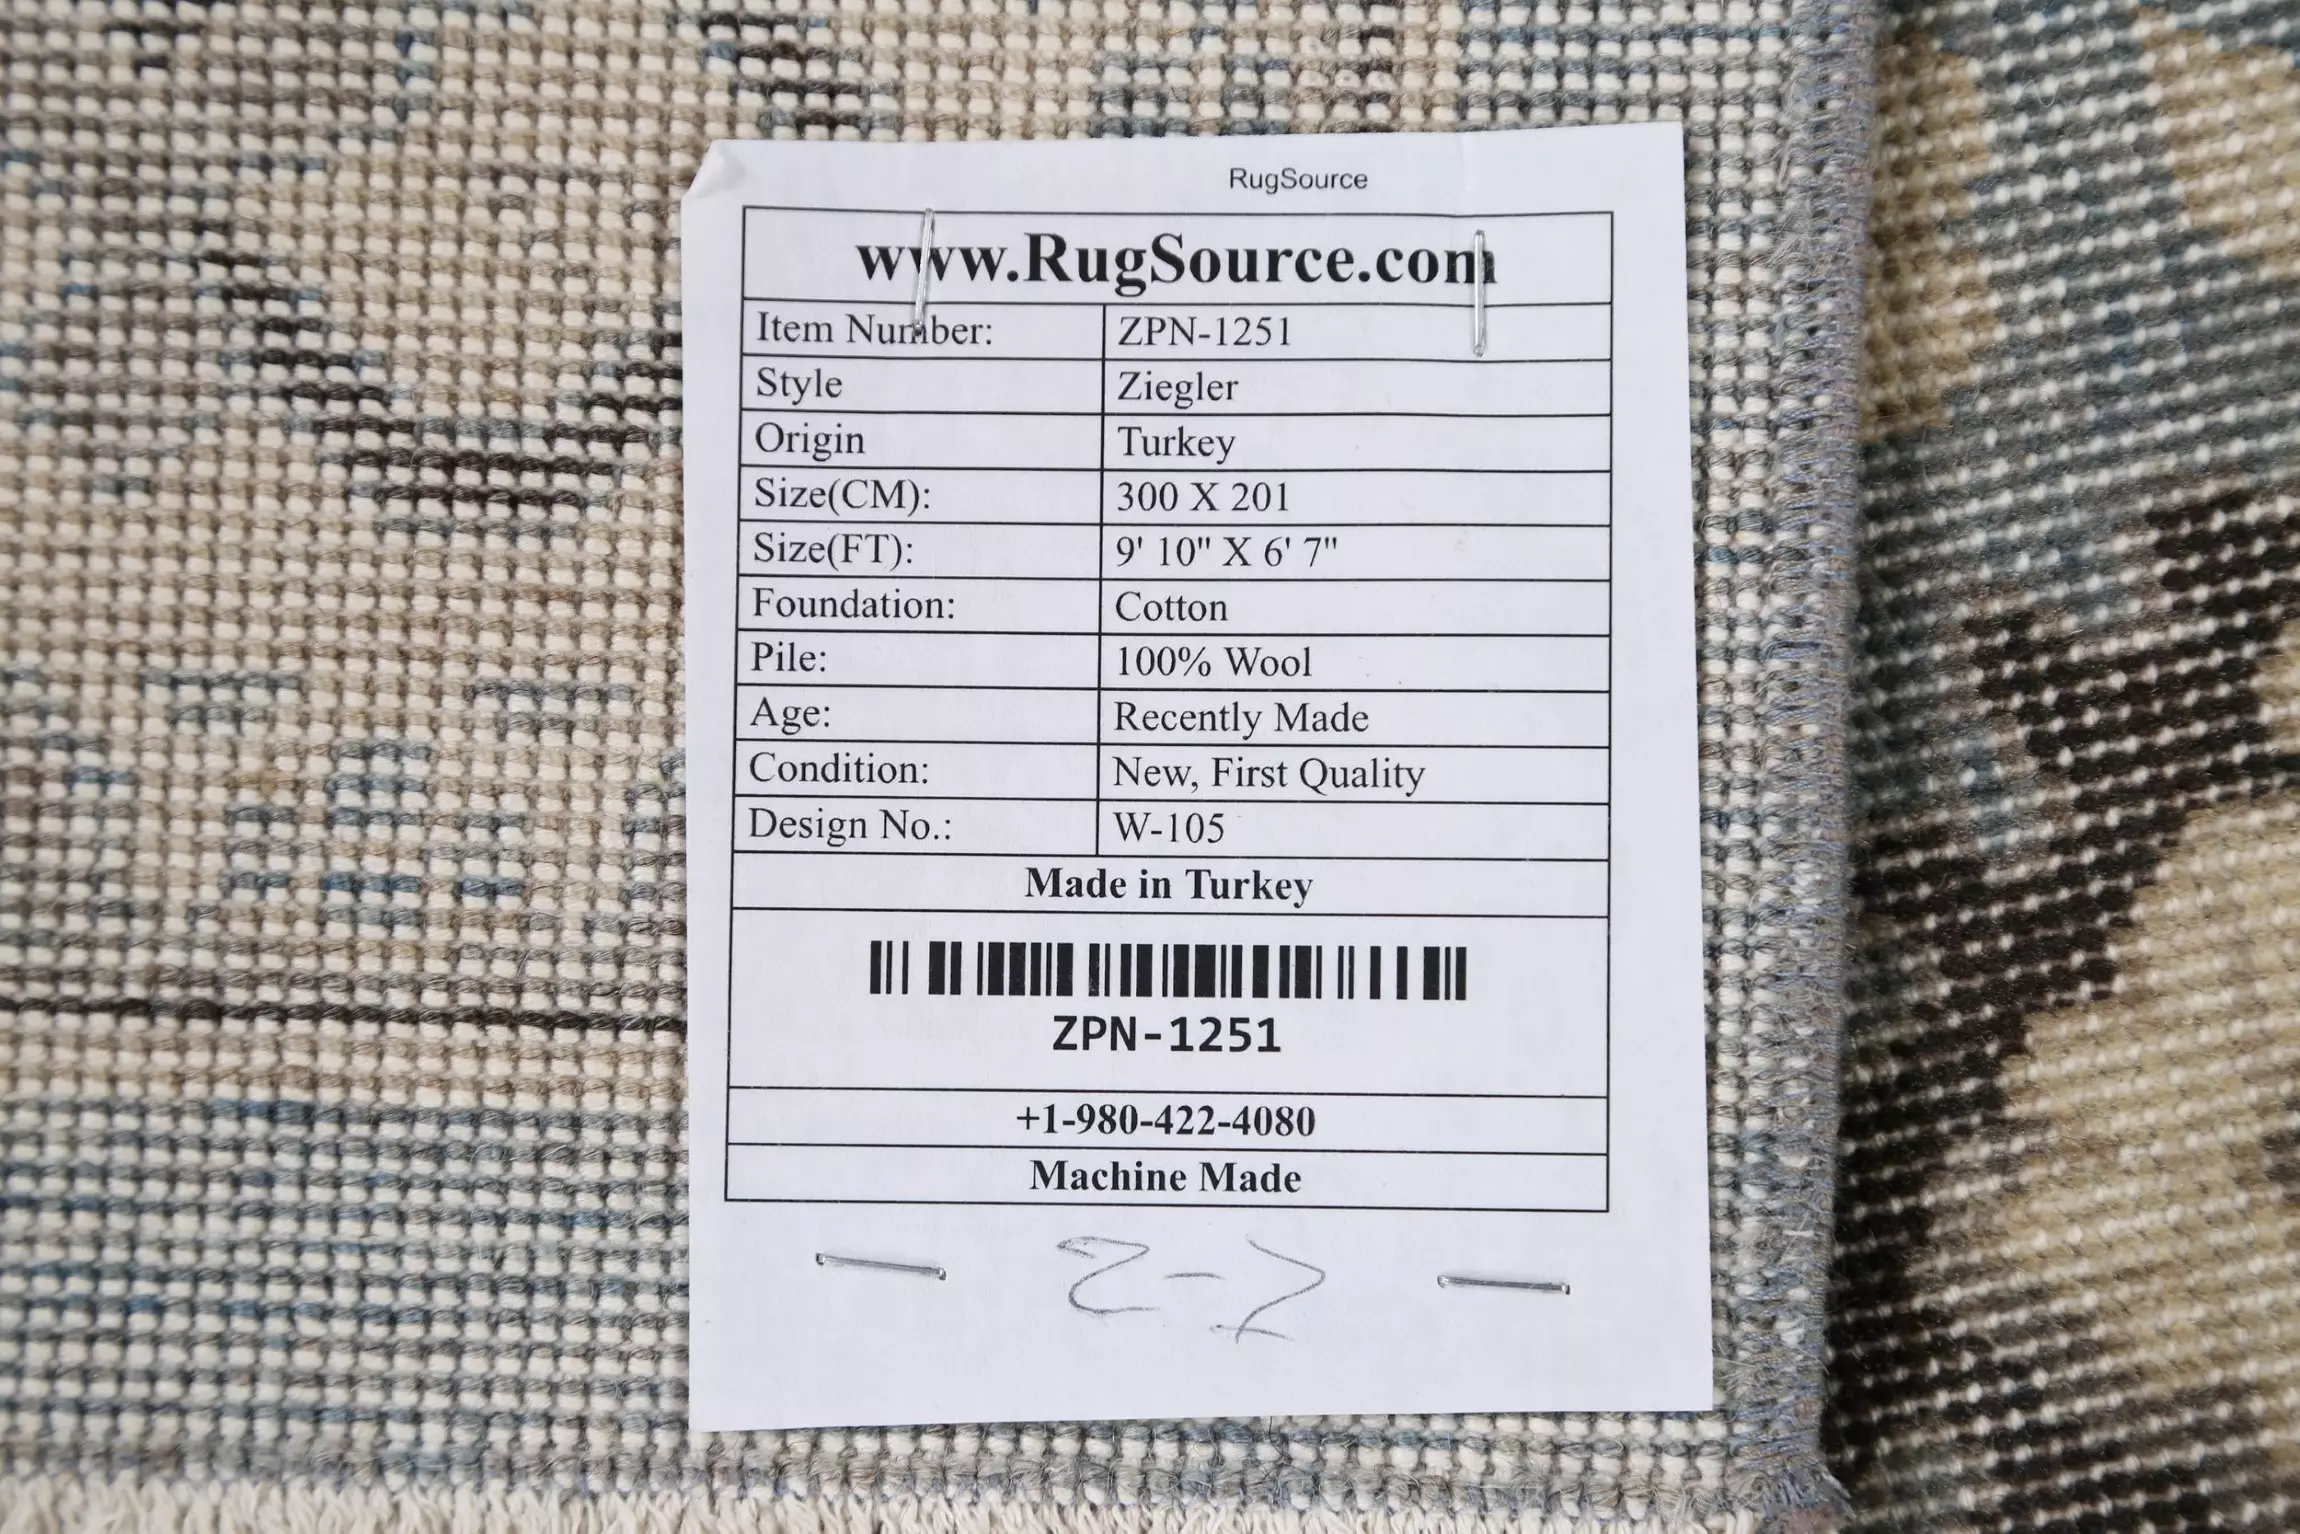 RugSource
www.RugSource.com
Item Number: ZPN-1251
Style Ziegler
Origin Turkey
Size(CM): 300 X 201
Size(FT): 9' 10" X 6' 7"
Foundation: Cotton
Pile: 100% Wool
Age: Recently Made
Condition: New, First Quality
Design No.: W-105
Made in Turkey
ZPN-1251
+1-980-422-4080
Machine Made